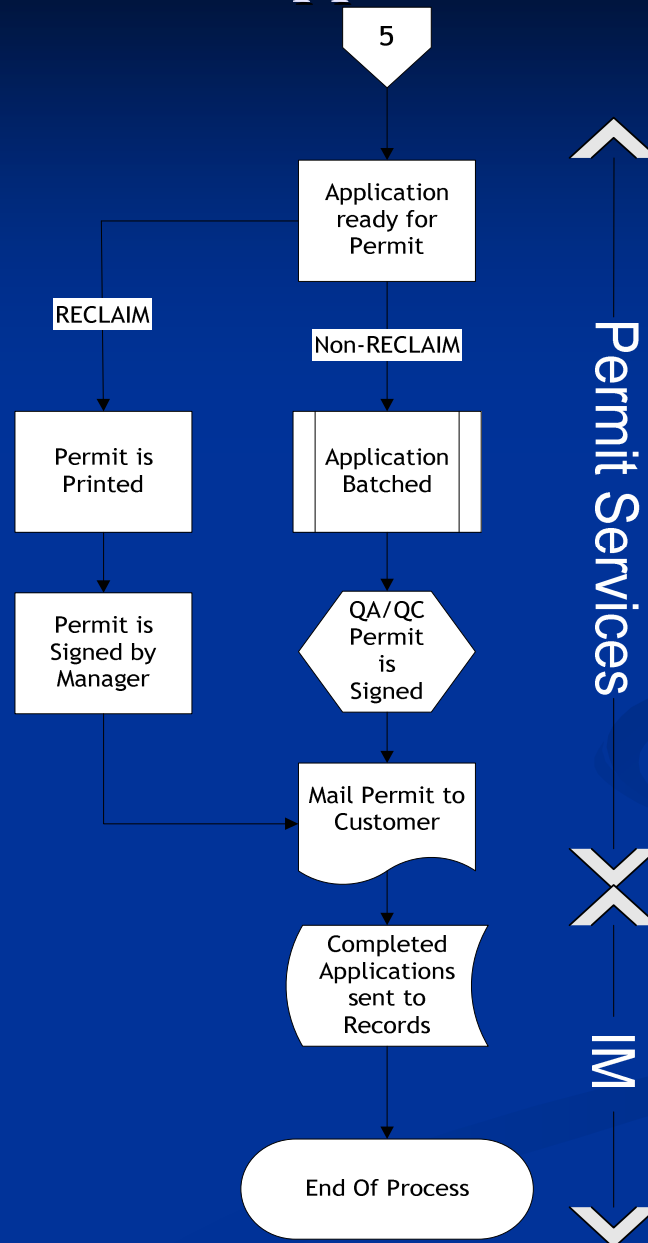 5
Application
ready for
Permit
RECLAIM
Non-RECLAIM
Permit is
Printed
Application
Batched
Permit is
Signed by
Manager
QA/QC
Permit
is
Signed
Mail Permit to
Customer
Completed
Applications
sent to
Records
End Of Process
Permit Services
IM